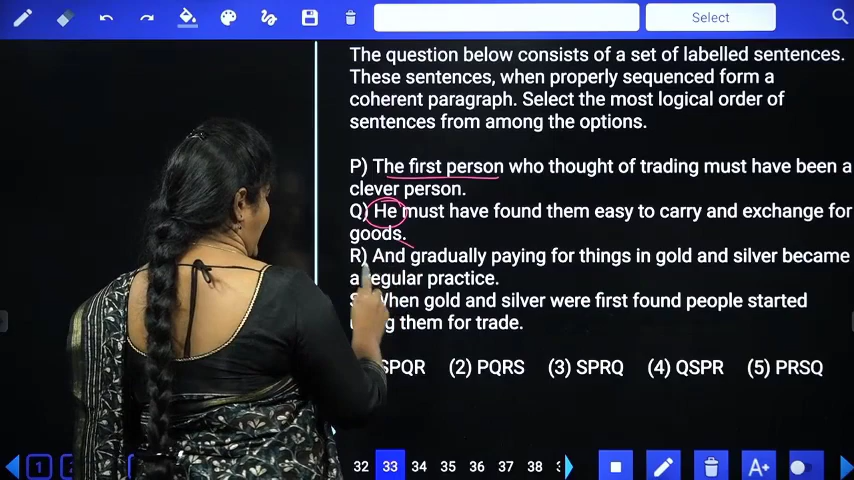 Select
The question below consists of a set of labelled sentences.
These sentences, when properly sequenced form a
coherent paragraph. Select the most logical order of
sentences from among the options.
P) The first person who thought of trading must have been a
clever person.
Q) He must have found them easy to carry and exchange for
goods.
R) And gradually paying for things in gold and silver became
a regular practice.
When gold and silver were first found people started
them for trade.
SPQR (2) PQRS (3) SPRQ (4) QSPR (5) PRSQ
1 32 33 34 35 36 37 38
A+